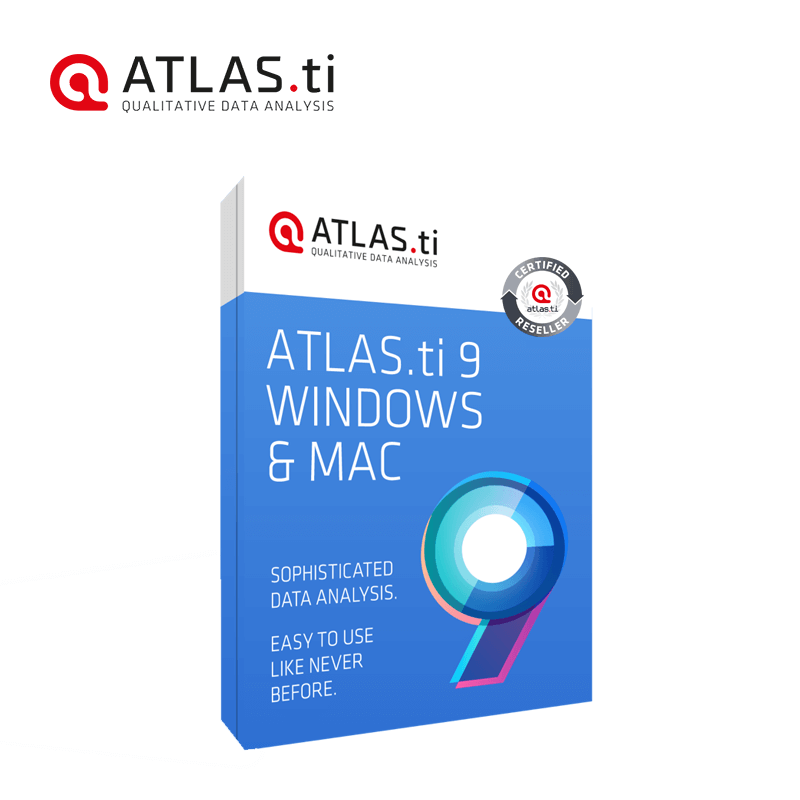 ATLAS.ti
QUALITATIVE DATA ANALYSIS
ATLAS.ti
QUALITATIVE DATA ANALYSIS
CERTIFIED
atlas.ti
RESELLER
ATLAS.ti 9
WINDOWS
& MAC
SOPHISTICATED
DATA ANALYSIS.
EASY TO USE
LIKE NEVER
BEFORE.
9